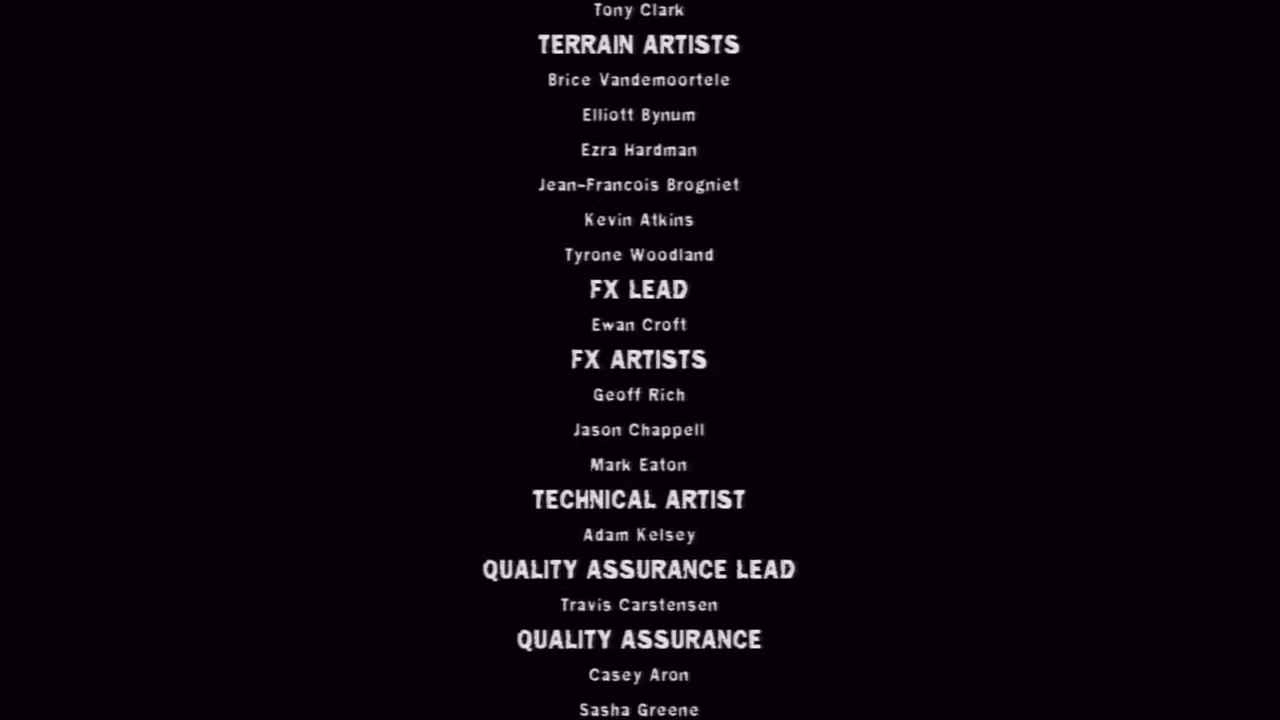 Tony Clark
TERRAIN ARTISTS
Brice Vandemoortele
Elliott Bynum
Ezra Hardman
Jean-Francois Brogniet
Kevin Atkins
Tyrone Woodland
FX LEAD
Ewan Croft
FX ARTISTS
Geoff Rich
Jason Chappell
Mark Eaton
TECHNICAL ARTIST
Adam Kelsey
QUALITY ASSURANCE LEAD
Travis Carstensen
QUALITY ASSURANCE
Casey Aron
Sasha Greene